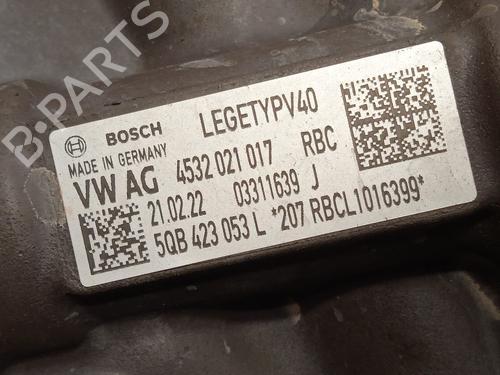 B-PARTS
BOSCH LEGETYPV40
MADE IN GERMANY
VW AG 4532 021 017 RBC
21.02.22 03311639 J
5QB 423 053 L *207 RBCL1016399*